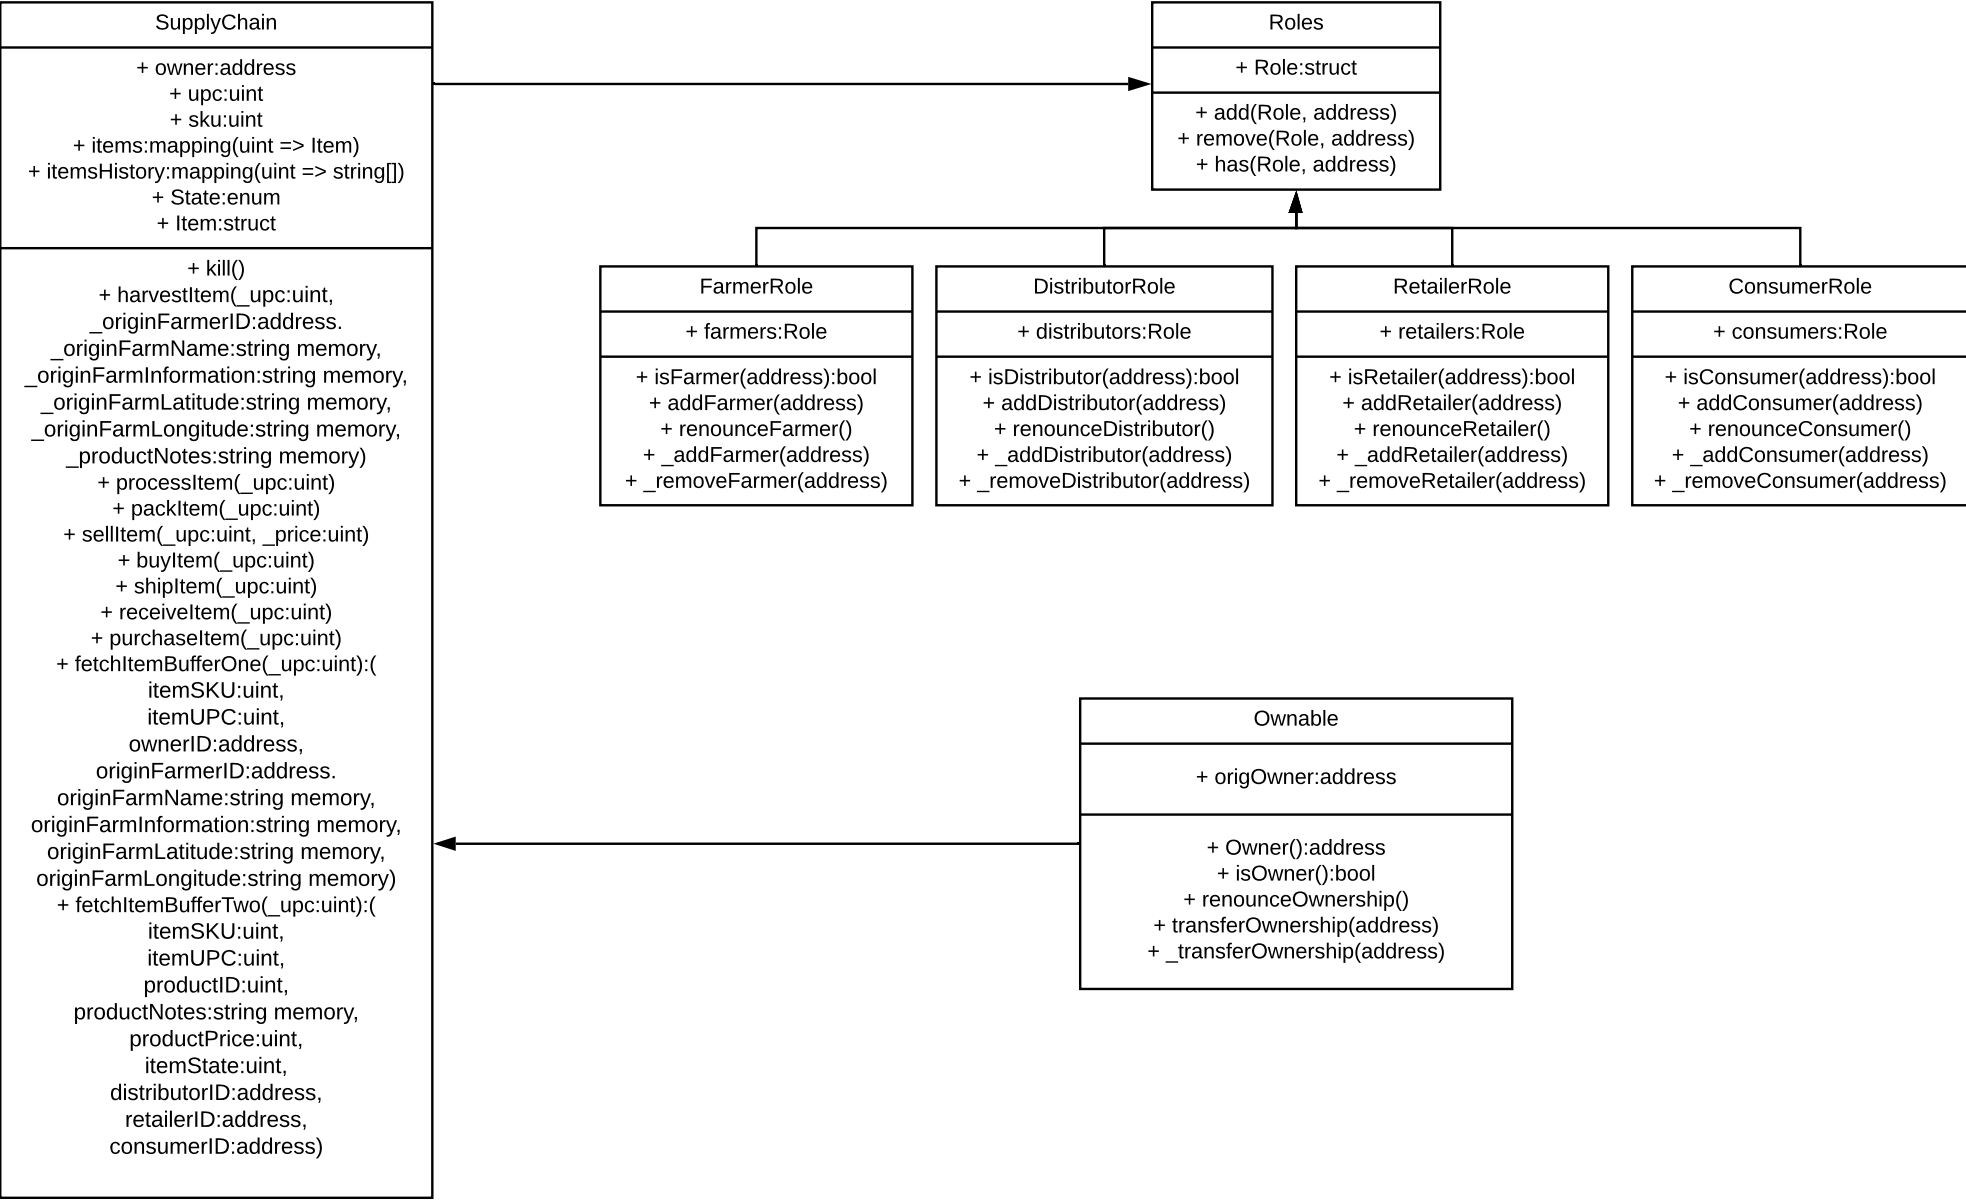 SupplyChain
+ owner:address
+ upc:uint
+ sku:uint
+ items:mapping(uint => Item)
+ itemsHistory:mapping(uint => string[])
+ State:enum
+ Item:struct
+ kill()
+ harvestItem(_upc:uint,
_originFarmerID:address.
_originFarmName:string memory,
_originFarmInformation:string memory,
_originFarmLatitude:string memory,
_originFarmLongitude:string memory,
_productNotes:string memory)
+ processItem(_upc:uint)
+ packItem(_upc:uint)
+ sellItem(_upc:uint, _price:uint)
+ buyItem(_upc:uint)
+ shipItem(_upc:uint)
+ receiveItem(_upc:uint)
+ purchaseItem(_upc:uint)
+ fetchItemBufferOne(_upc:uint):(
itemSKU:uint,
itemUPC:uint,
ownerID:address,
originFarmerID:address.
originFarmName:string memory,
originFarmInformation:string memory,
originFarmLatitude:string memory,
originFarmLongitude:string memory)
+ fetchItemBufferTwo(_upc:uint):(
itemSKU:uint,
itemUPC:uint,
productID:uint,
productNotes:string memory,
productPrice:uint,
itemState:uint,
distributorID:address,
retailerID:address,
consumerID:address)
Roles
+ Role:struct
+ add(Role, address)
+ remove(Role, address)
+ has(Role, address)
FarmerRole
+ farmers:Role
+ isFarmer(address):bool
+ addFarmer(address)
+ renounceFarmer()
+ _addFarmer(address)
+ _removeFarmer(address)
DistributorRole
+ distributors:Role
+ isDistributor(address):bool
+ addDistributor(address)
+ renounceDistributor()
+ _addDistributor(address)
+ _removeDistributor(address)
RetailerRole
+ retailers:Role
+ isRetailer(address):bool
+ addRetailer(address)
+ renounceRetailer()
+ _addRetailer(address)
+ _removeRetailer(address)
ConsumerRole
+ consumers:Role
+ isConsumer(address):bool
+ addConsumer(address)
+ renounceConsumer()
+ _addConsumer(address)
+ _removeConsumer(address)
Ownable
+ origOwner:address
+ Owner():address
+ isOwner():bool
+ renounceOwnership()
+ transferOwnership(address)
+ _transferOwnership(address)